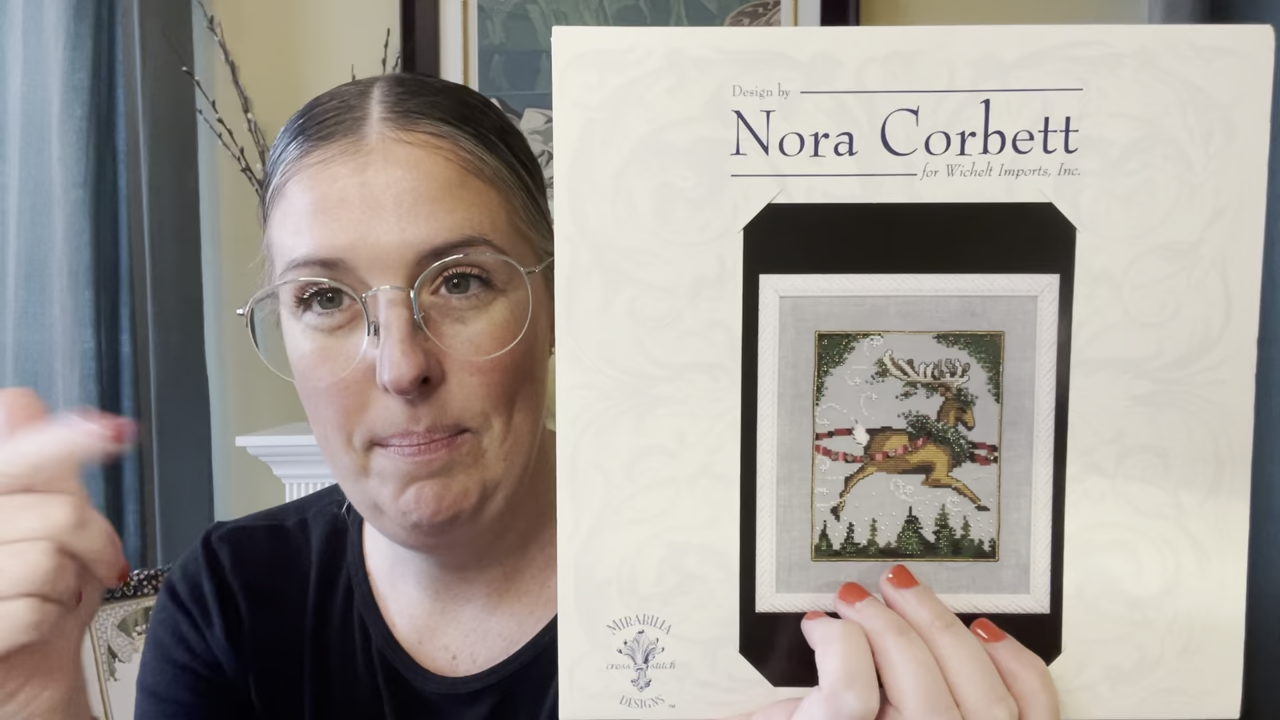 Design by
Nora Corbett
for Wichelt Imports, Inc.
MIRABILIA
cross stitch
DESIGNS